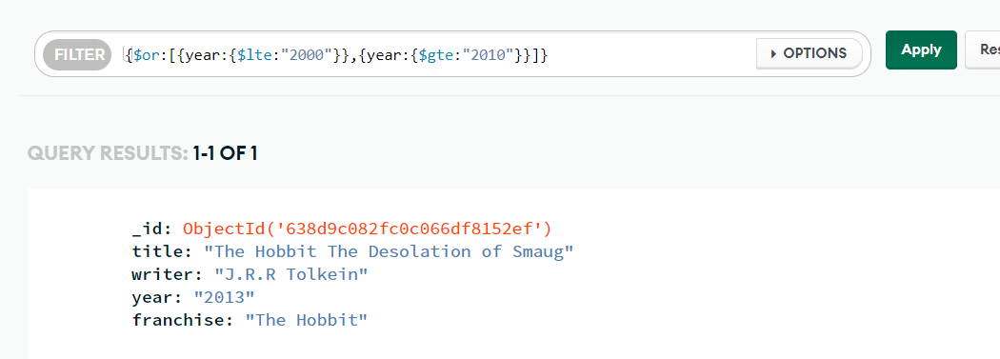 FILTER {$or:[{year:{$lte:"2000"}},{year:{$gte:"2010"}}]} OPTIONS Apply
QUERY RESULTS: 1-1 OF 1
_id: ObjectId('638d9c082fc0c066df8152ef')
title: "The Hobbit The Desolation of Smaug"
writer: "J.R.R Tolkein"
year: "2013"
franchise: "The Hobbit"